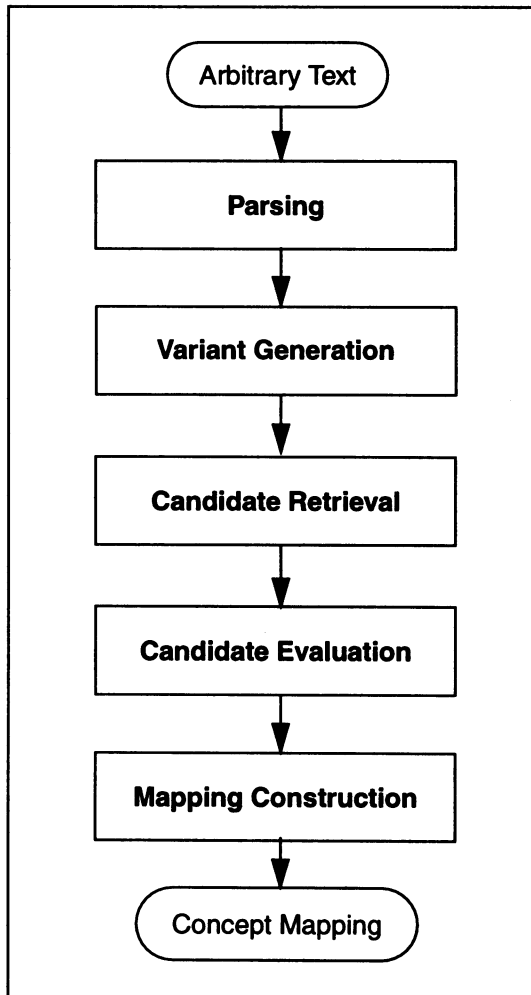 Arbitrary Text
Parsing
Variant Generation
Candidate Retrieval
Candidate Evaluation
Mapping Construction
Concept Mapping